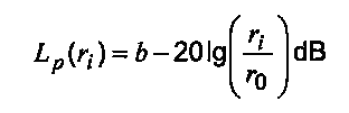 L_p(r_i) = b − 20 lg(r_i / r_0) dB